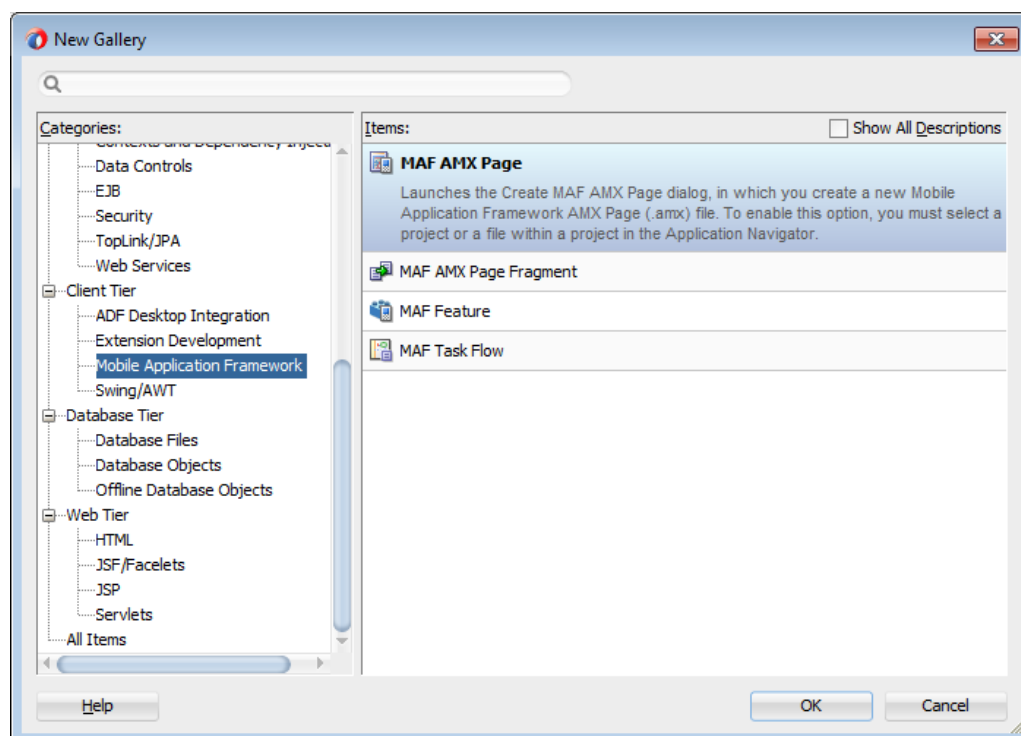 New Gallery
Categories:
Contexts and Dependency Inject
Data Controls
EJB
Security
TopLink/JPA
Web Services
Client Tier
ADF Desktop Integration
Extension Development
Mobile Application Framework
Swing/AWT
Database Tier
Database Files
Database Objects
Offline Database Objects
Web Tier
HTML
JSF/Facelets
JSP
Servlets
All Items
Items:
Show All Descriptions
MAF AMX Page
Launches the Create MAF AMX Page dialog, in which you create a new Mobile
Application Framework AMX Page (.amx) file. To enable this option, you must select a
project or a file within a project in the Application Navigator.
MAF AMX Page Fragment
MAF Feature
MAF Task Flow
Help
OK
Cancel